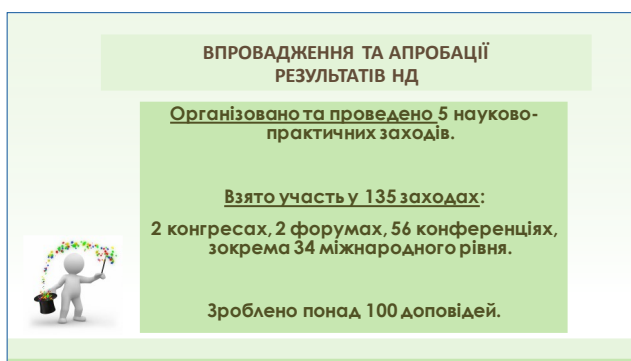 ВПРОВАДЖЕННЯ ТА АПРОБАЦІЇ
РЕЗУЛЬТАТІВ НД
Організовано та проведено 5 науково-
практичних заходів.
Взято участь у 135 заходах:
2 конгресах, 2 форумах, 56 конференціях,
зокрема 34 міжнародного рівня.
Зроблено понад 100 доповідей.